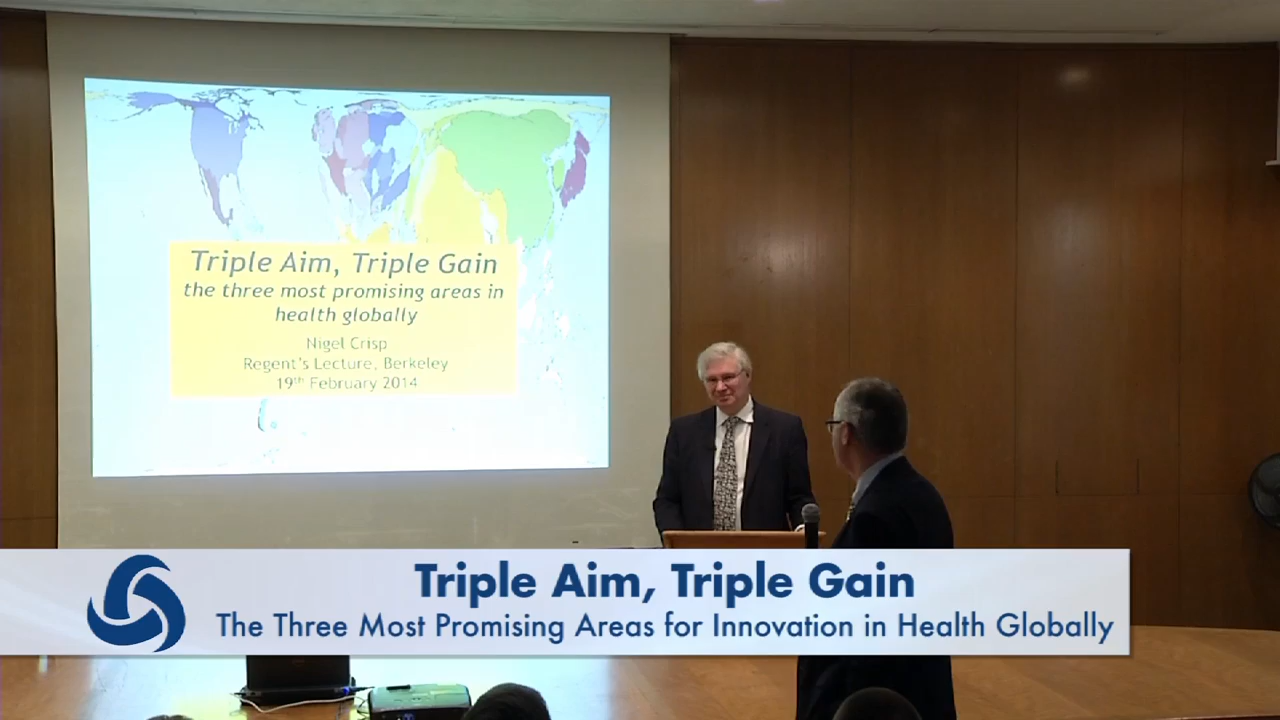 Triple Aim, Triple Gain
the three most promising areas in
health globally
Nigel Crisp
Regent's Lecture, Berkeley
19th February 2014
Triple Aim, Triple Gain
The Three Most Promising Areas for Innovation in Health Globally